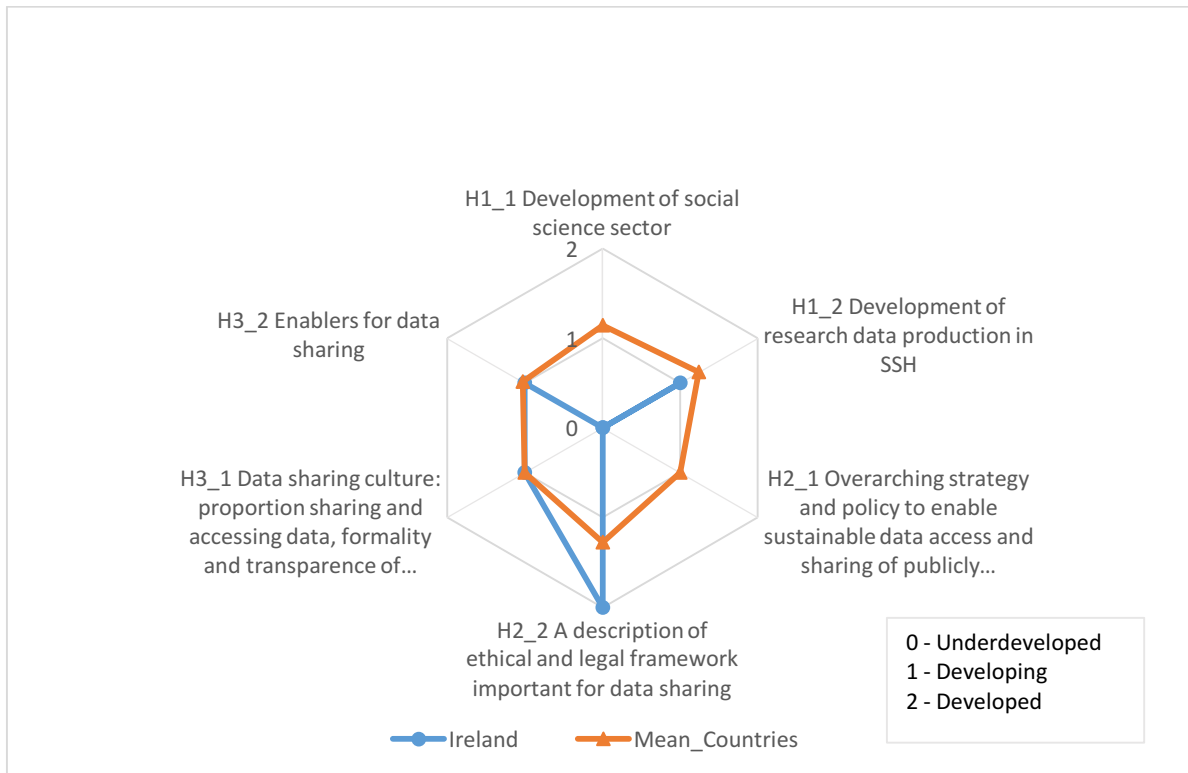 H1_1 Development of social
science sector
2
H1_2 Development of
research data production in
SSH
H3_2 Enablers for data
sharing
1
0
H3_1 Data sharing culture:
proportion sharing and
accessing data, formality
and transparence of...
H2_1 Overarching strategy
and policy to enable
sustainable data access and
sharing of publicly...
H2_2 A description of
ethical and legal framework
important for data sharing
0 - Underdeveloped
1 - Developing
2 - Developed
Ireland
Mean_Countries